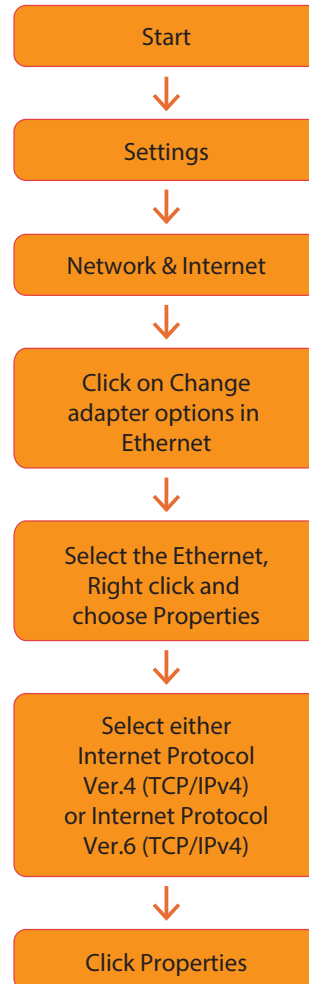 Start
Settings
Network & Internet
Click on Change
adapter options in
Ethernet
Select the Ethernet,
Right click and
choose Properties
Select either
Internet Protocol
Ver.4 (TCP/IPv4)
or Internet Protocol
Ver.6 (TCP/IPv4)
Click Properties